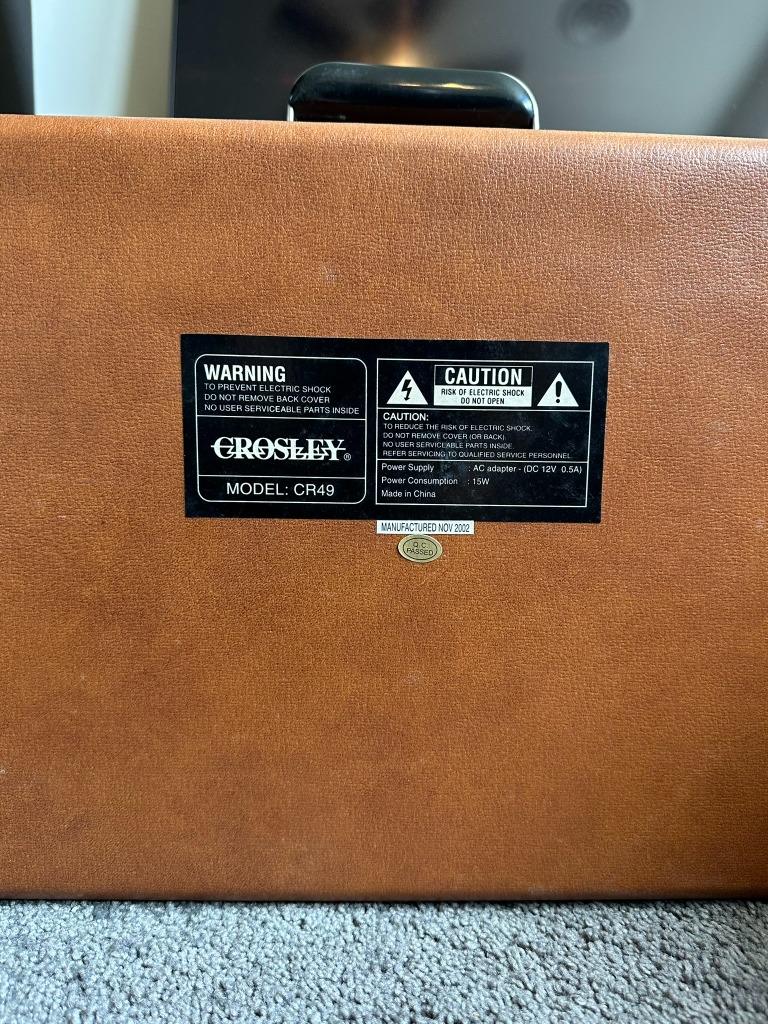 WARNING
TO PREVENT ELECTRIC SHOCK
DO NOT REMOVE BACK COVER
NO USER SERVICEABLE PARTS INSIDE
CROSLEY®
MODEL: CR49
CAUTION
RISK OF ELECTRIC SHOCK
DO NOT OPEN
CAUTION:
TO REDUCE THE RISK OF ELECTRIC SHOCK.
DO NOT REMOVE COVER (OR BACK)
NO USER SERVICEABLE PARTS INSIDE.
REFER SERVICING TO QUALIFIED SERVICE PERSONNEL.
Power Supply : AC adapter - (DC 12V 0.5A)
Power Consumption : 15W
Made in China
MANUFACTURED NOV 2002
Q.C.
PASSED